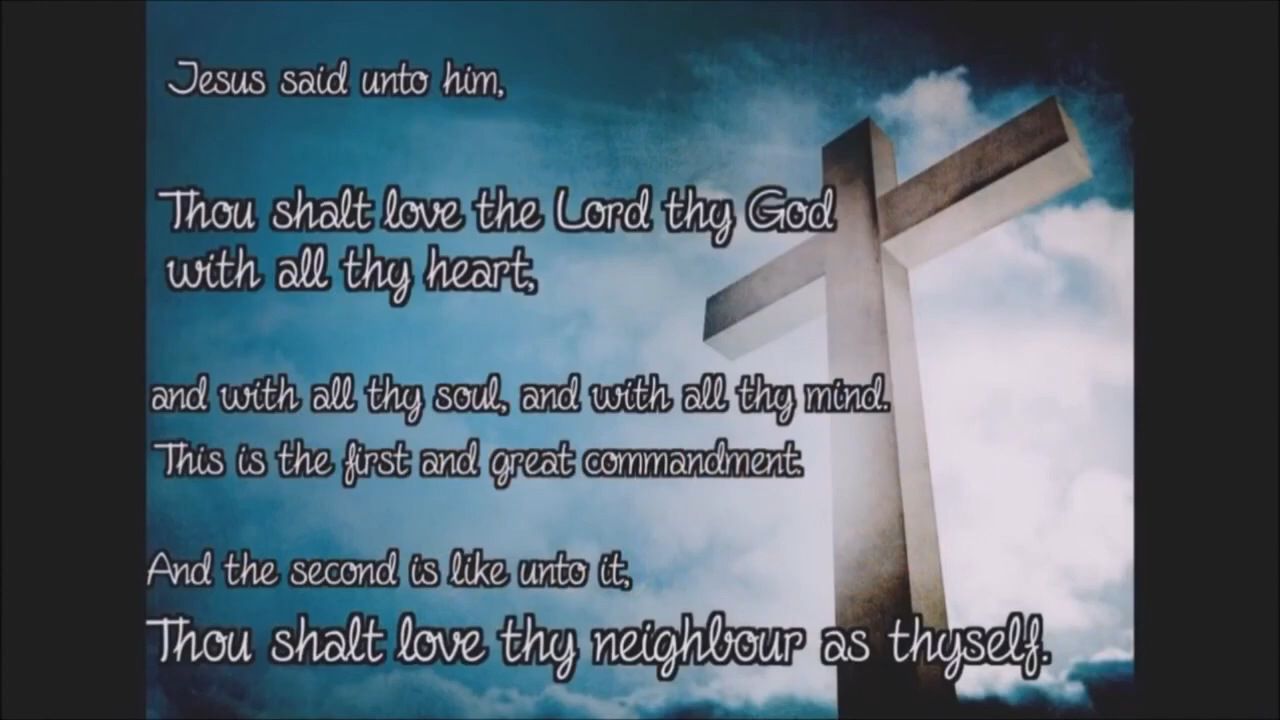 Jesus said unto him,
Thou shalt love the Lord thy God
with all thy heart,
and with all thy soul, and with all thy mind.
This is the first and great commandment.
And the second is like unto it,
Thou shalt love thy neighbour as thyself.